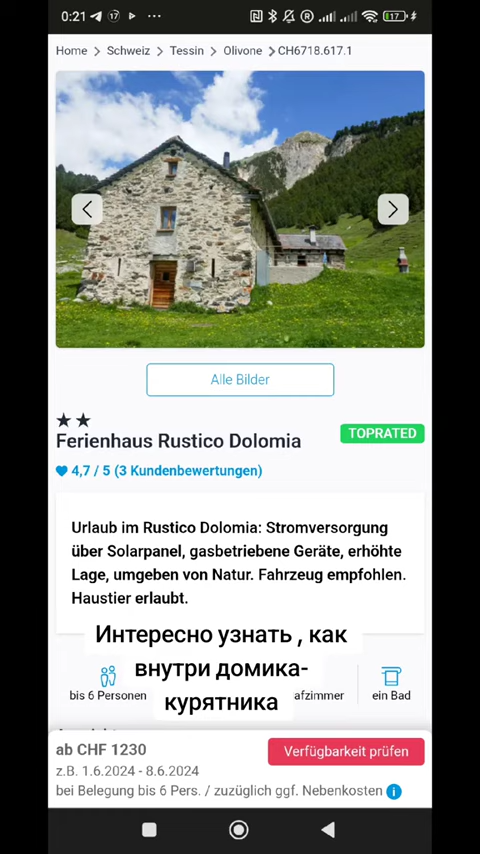 0:21 17
Home > Schweiz > Tessin > Olivone > CH6718.617.1
Alle Bilder
Ferienhaus Rustico Dolomia
TOPRATED
4,7 / 5 (3 Kundenbewertungen)
Urlaub im Rustico Dolomia: Stromversorgung
über Solarpanel, gasbetriebene Geräte, erhöhte
Lage, umgeben von Natur. Fahrzeug empfohlen.
Haustier erlaubt.
Интересно узнать , как
внутри домика-
курятника
bis 6 Personen
afzimmer
ein Bad
ab CHF 1230
z.B. 1.6.2024 - 8.6.2024
bei Belegung bis 6 Pers. / zuzüglich ggf. Nebenkosten
Verfügbarkeit prüfen